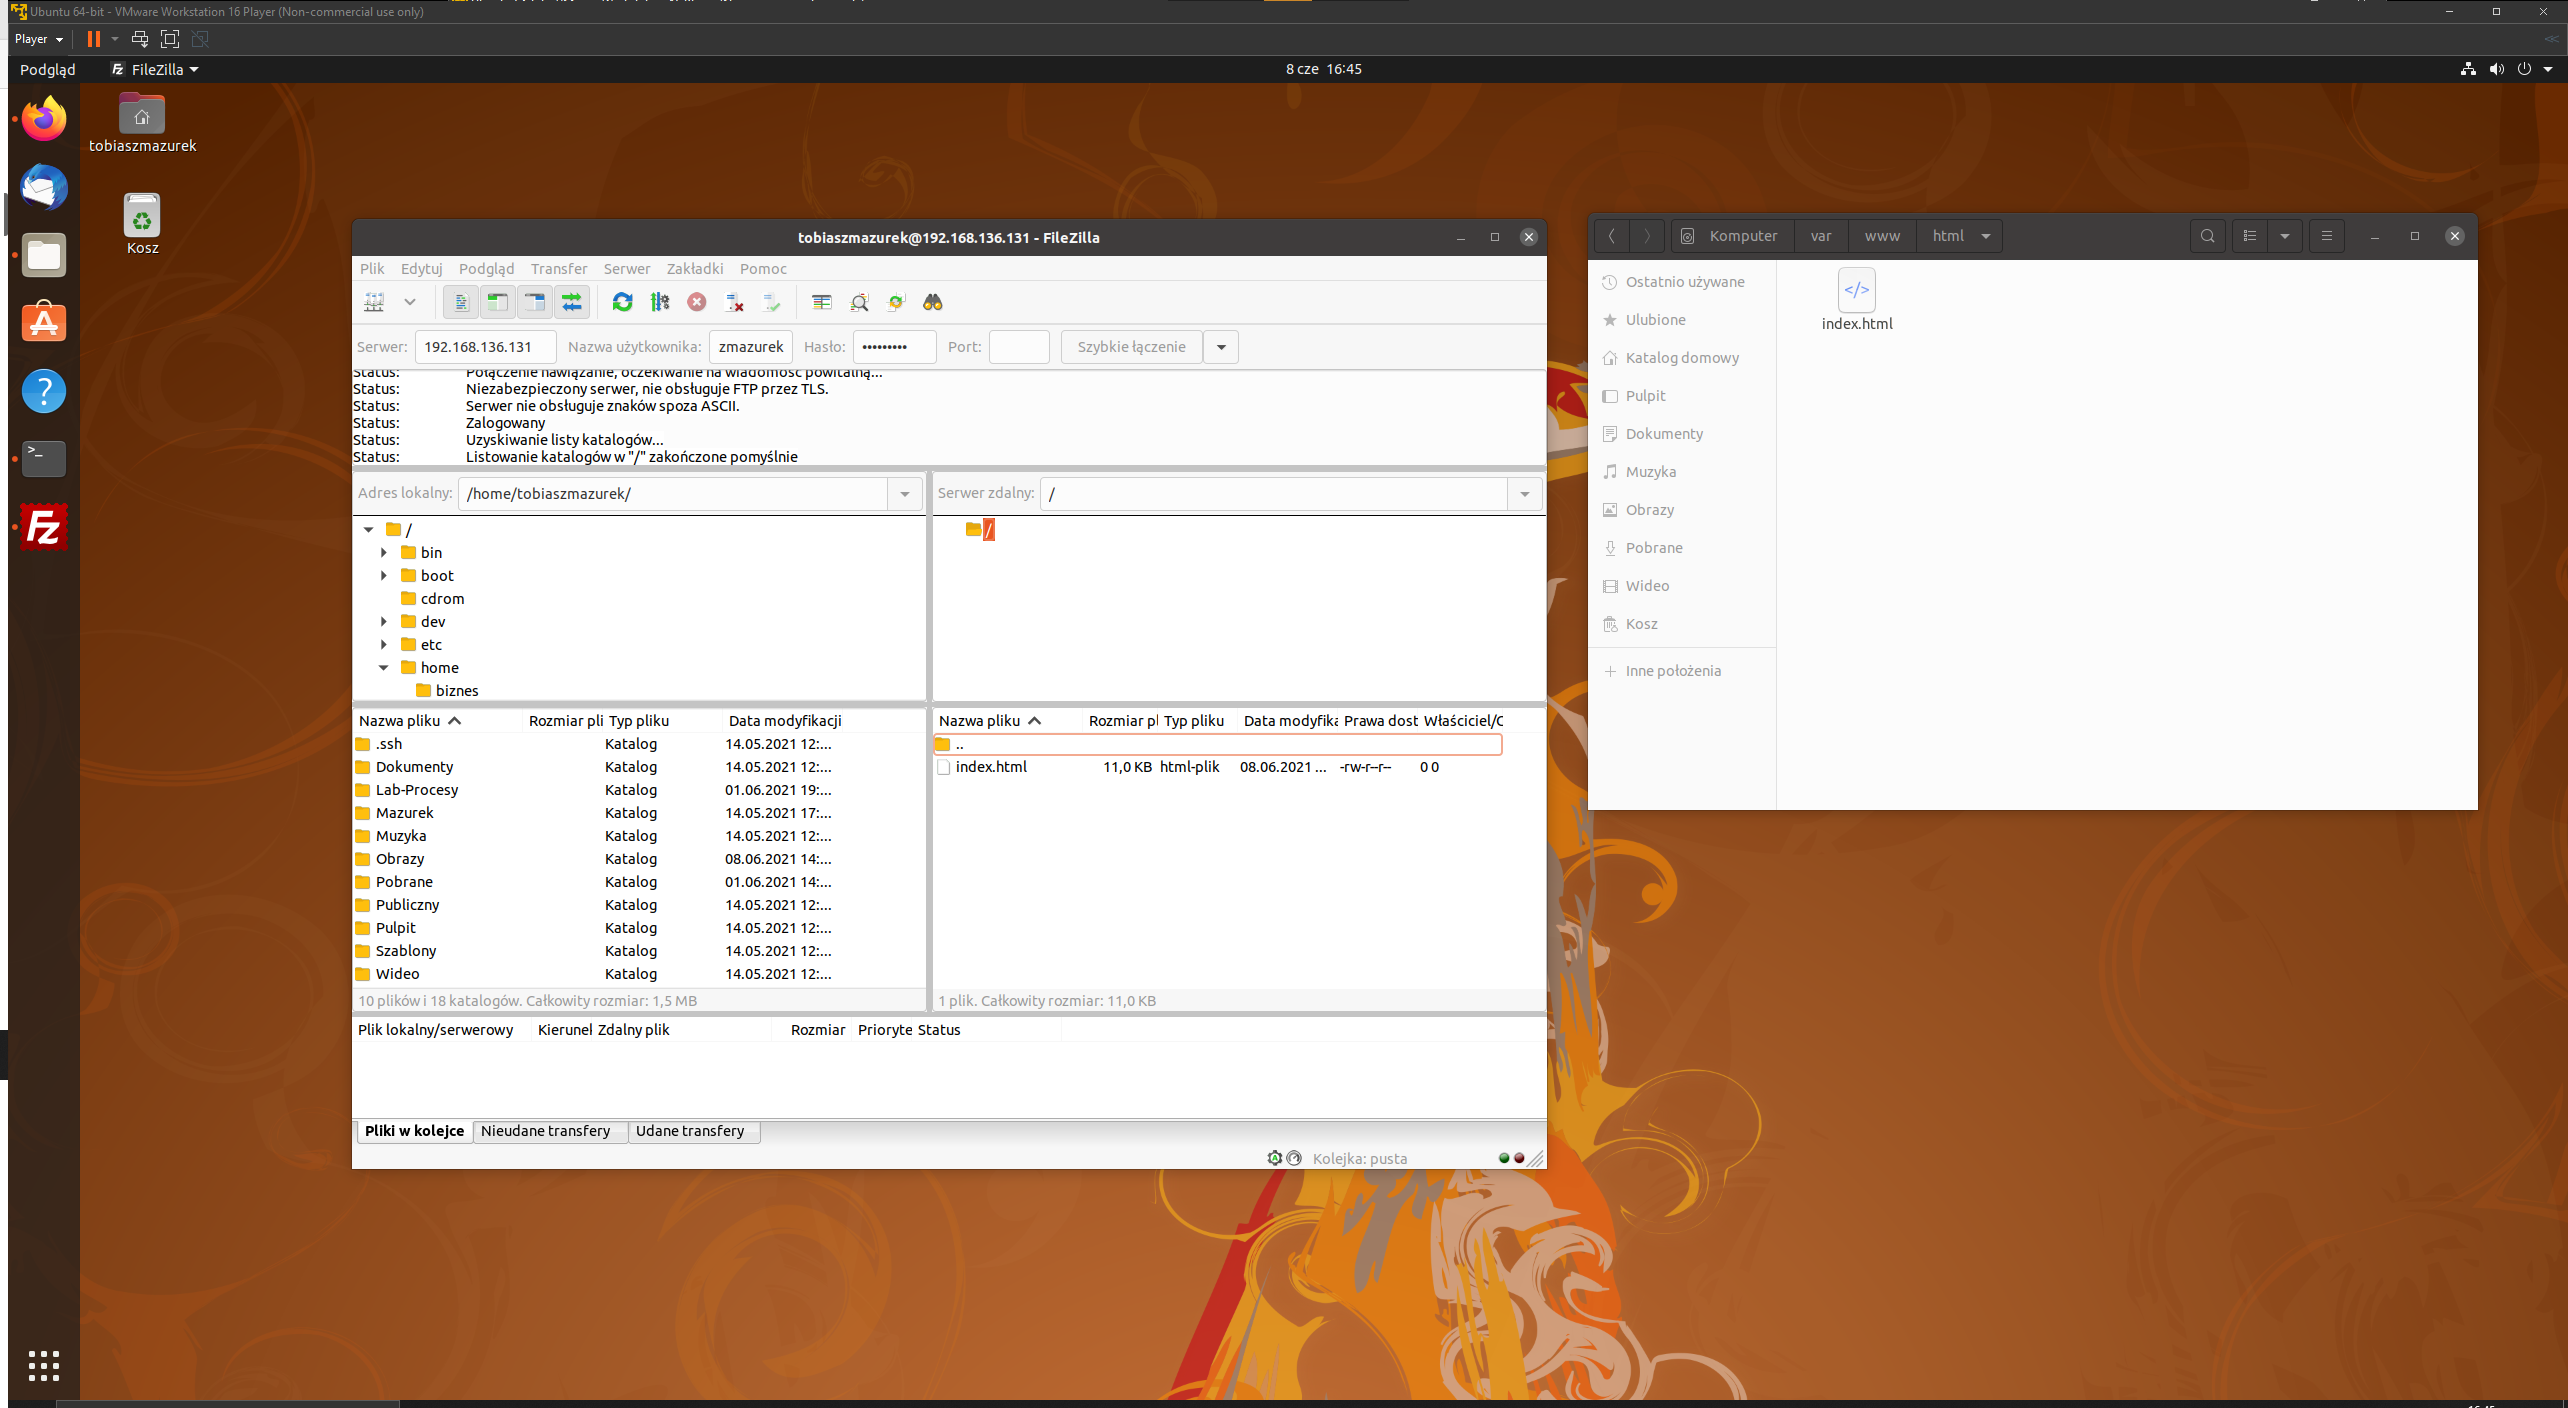 Ubuntu 64-bit - VMware Workstation 16 Player (Non-commercial use only)
Player
Podgląd FileZilla 8 cze 16:45
tobiaszmazurek
Kosz
tobiaszmazurek@192.168.136.131 - FileZilla
Plik Edytuj Podgląd Transfer Serwer Zakładki Pomoc
Serwer: 192.168.136.131 Nazwa użytkownika: zmazurek Hasło: ••••••••• Port: Szybkie łączenie
Status: Połączenie nawiązanie, oczekiwanie na wiadomość powitalną...
Status: Niezabezpieczony serwer, nie obsługuje FTP przez TLS.
Status: Serwer nie obsługuje znaków spoza ASCII.
Status: Zalogowany
Status: Uzyskiwanie listy katalogów...
Status: Listowanie katalogów w "/" zakończone pomyślnie
Adres lokalny: /home/tobiaszmazurek/
/
bin
boot
cdrom
dev
etc
home
biznes
Serwer zdalny: /
/
Nazwa pliku Rozmiar pli Typ pliku Data modyfikacji
.ssh Katalog 14.05.2021 12:...
Dokumenty Katalog 14.05.2021 12:...
Lab-Procesy Katalog 01.06.2021 19:...
Mazurek Katalog 14.05.2021 17:...
Muzyka Katalog 14.05.2021 12:...
Obrazy Katalog 08.06.2021 14:...
Pobrane Katalog 01.06.2021 14:...
Publiczny Katalog 14.05.2021 12:...
Pulpit Katalog 14.05.2021 12:...
Szablony Katalog 14.05.2021 12:...
Wideo Katalog 14.05.2021 12:...
10 plików i 18 katalogów. Całkowity rozmiar: 1,5 MB
Nazwa pliku Rozmiar pl Typ pliku Data modyfika Prawa dost Właściciel/C
..
index.html 11,0 KB html-plik 08.06.2021 ... -rw-r--r-- 0 0
1 plik. Całkowity rozmiar: 11,0 KB
Plik lokalny/serwerowy Kierunel Zdalny plik Rozmiar Prioryte Status
Pliki w kolejce Nieudane transfery Udane transfery
Kolejka: pusta
Komputer var www html
Ostatnio używane
Ulubione
Katalog domowy
Pulpit
Dokumenty
Muzyka
Obrazy
Pobrane
Wideo
Kosz
Inne położenia
index.html